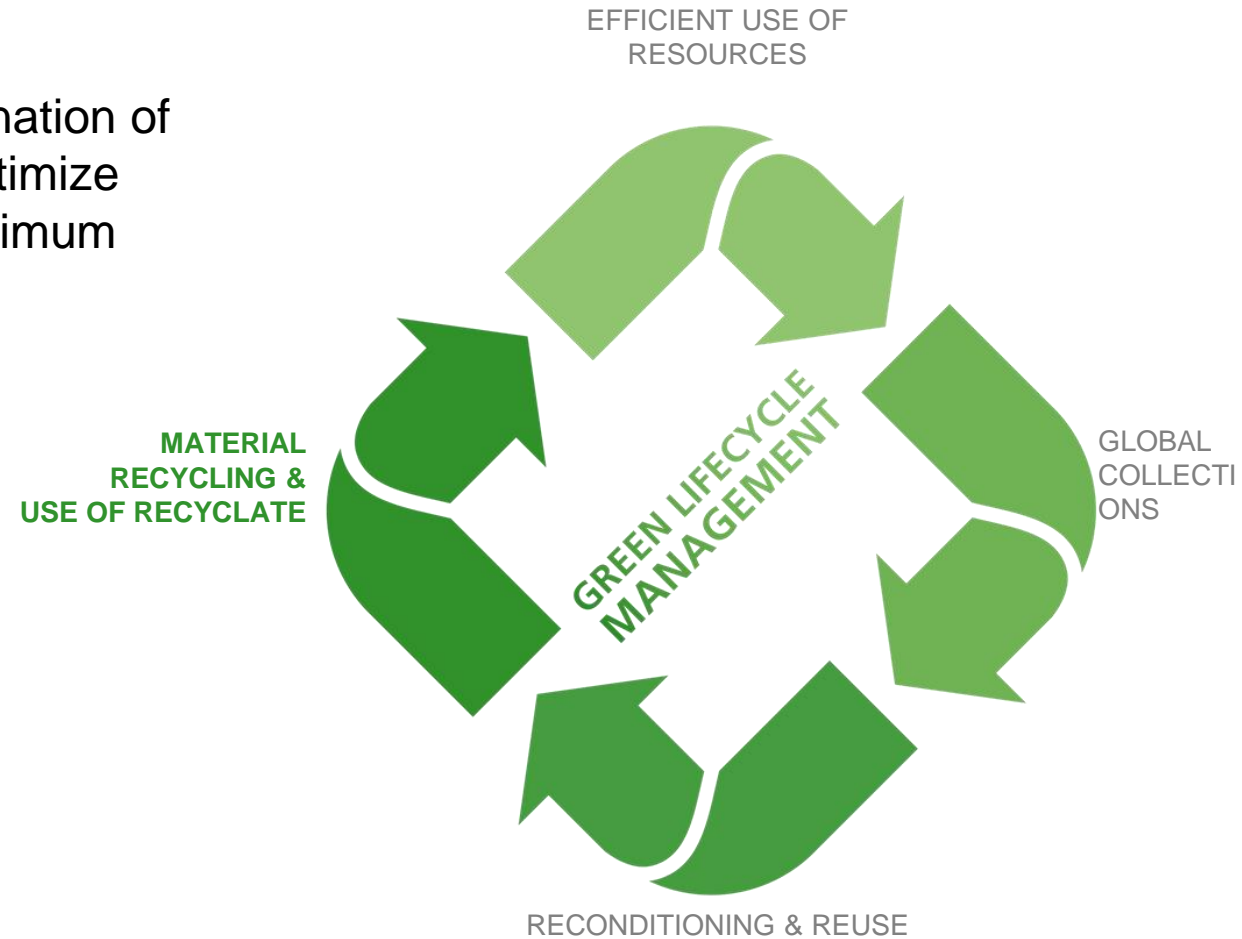 EFFICIENT USE OF
RESOURCES
nation of
timize
imum
MATERIAL
RECYCLING &
USE OF RECYCLATE
GREEN LIFECYCLE
MANAGEMENT
GLOBAL
COLLECTI
ONS
RECONDITIONING & REUSE